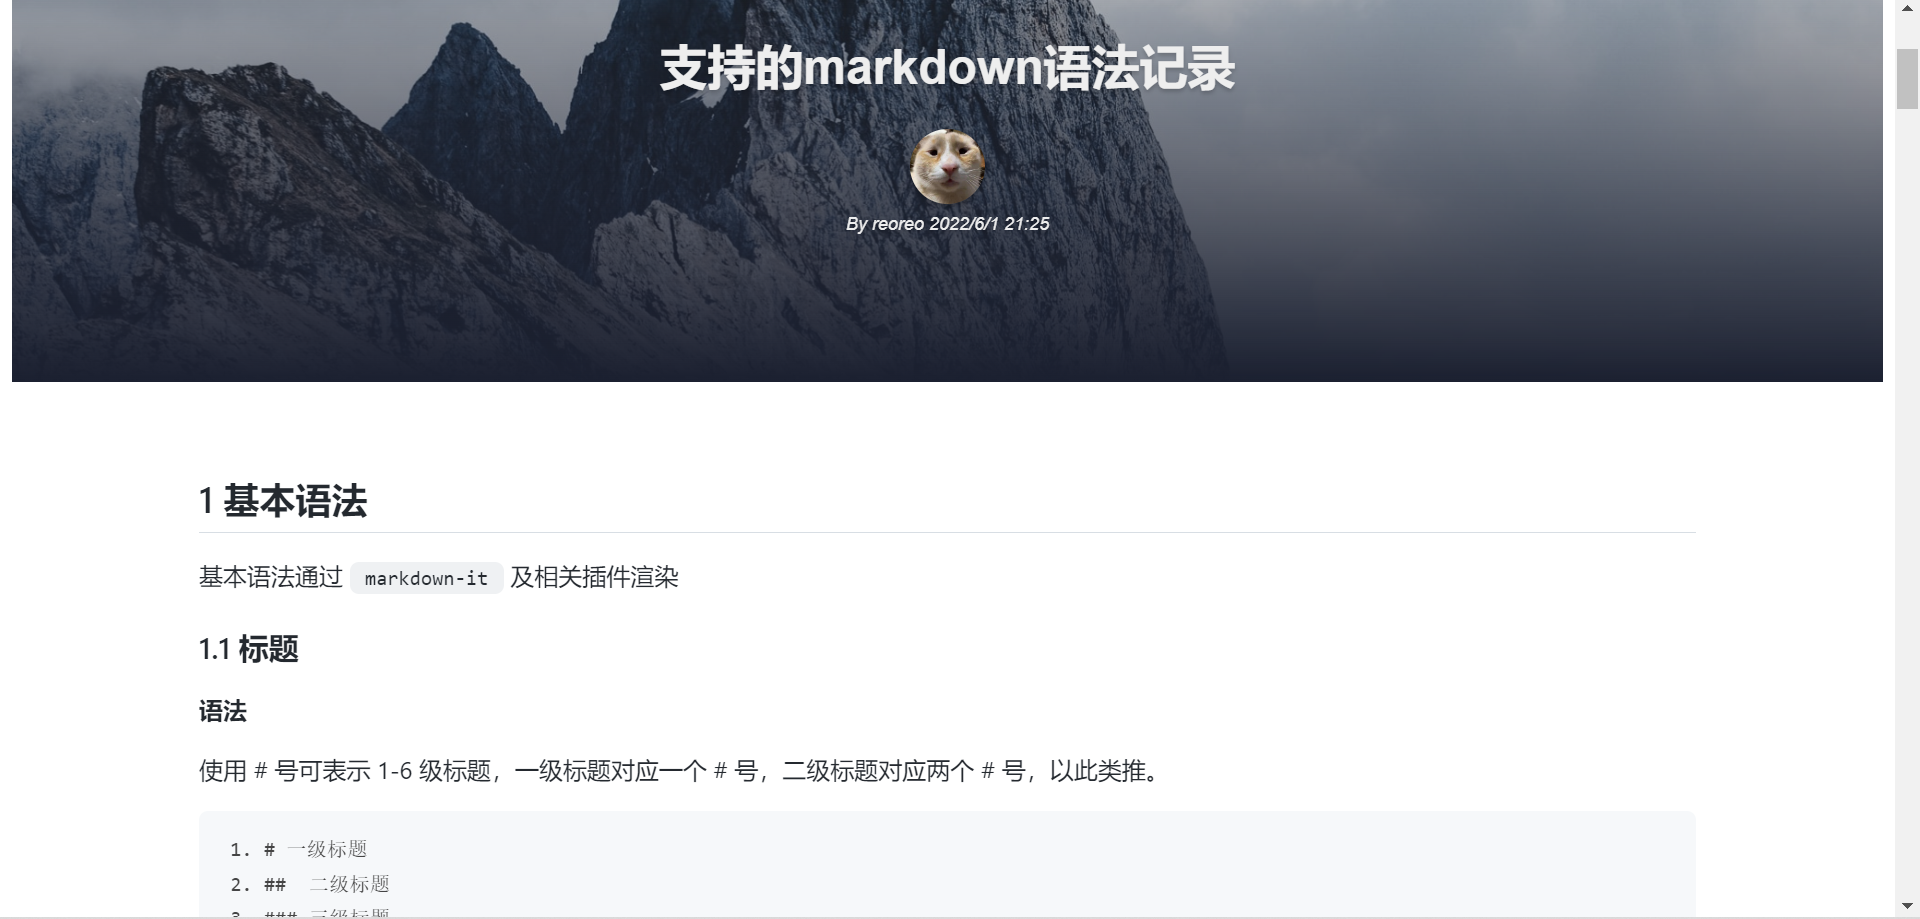 支持的markdown语法记录
By reoreo 2022/6/1 21:25
1 基本语法
基本语法通过 markdown-it 及相关插件渲染
1.1 标题
语法
使用 # 号可表示 1-6 级标题，一级标题对应一个 # 号，二级标题对应两个 # 号，以此类推。
1. # 一级标题
2. ##  二级标题
3. ### 三级标题